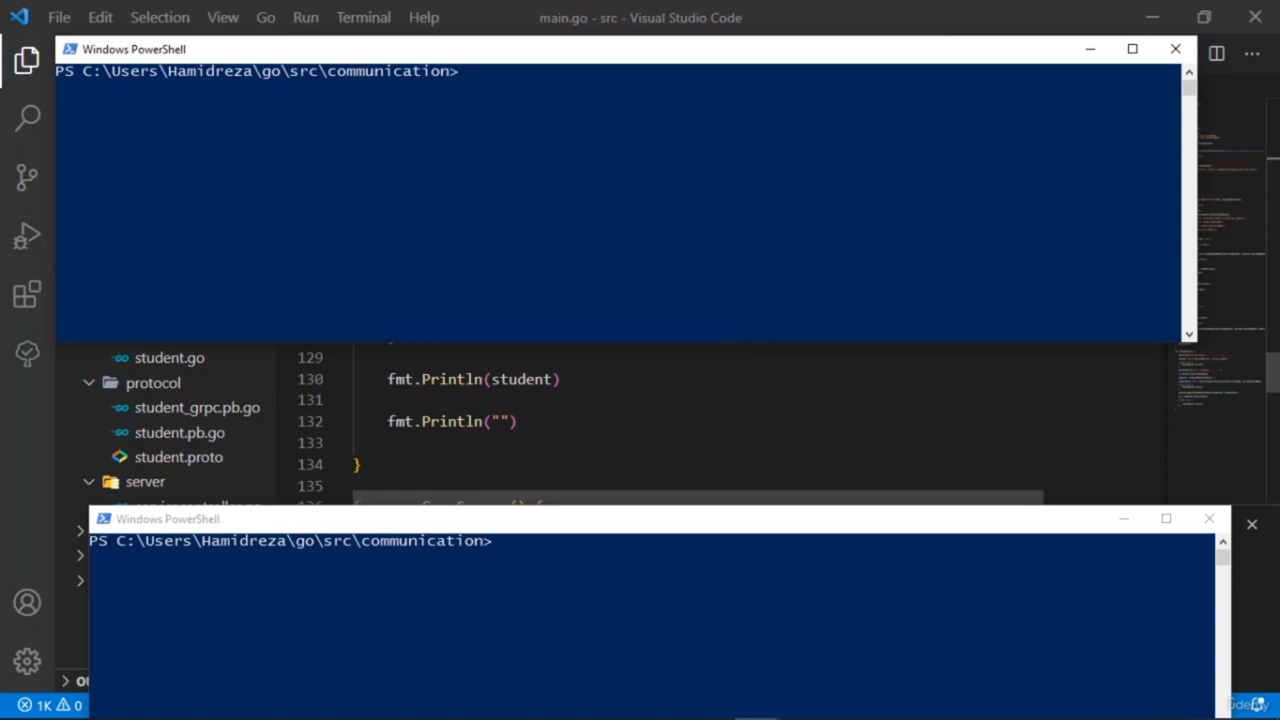 File Edit Selection View Go Run Terminal Help main.go - src - Visual Studio Code
Windows PowerShell
PS C:\Users\Hamidreza\go\src\communication>
student.go
protocol
student_grpc.pb.go
student.pb.go
student.proto
server
129
130 fmt.Println(student)
131
132 fmt.Println("")
133
134 }
135
Windows PowerShell
PS C:\Users\Hamidreza\go\src\communication>
1K 0
Udemy